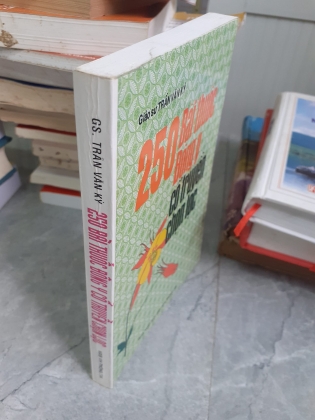 GS. TRẦN VĂN KỲ
250 BÀI THUỐC ĐÔNG Y CỔ TRUYỀN CHỌN LỌC
Giáo sư TRẦN VĂN KỲ
250 BÀI THUỐC
ĐÔNG Y
cổ truyền
chọn lọc